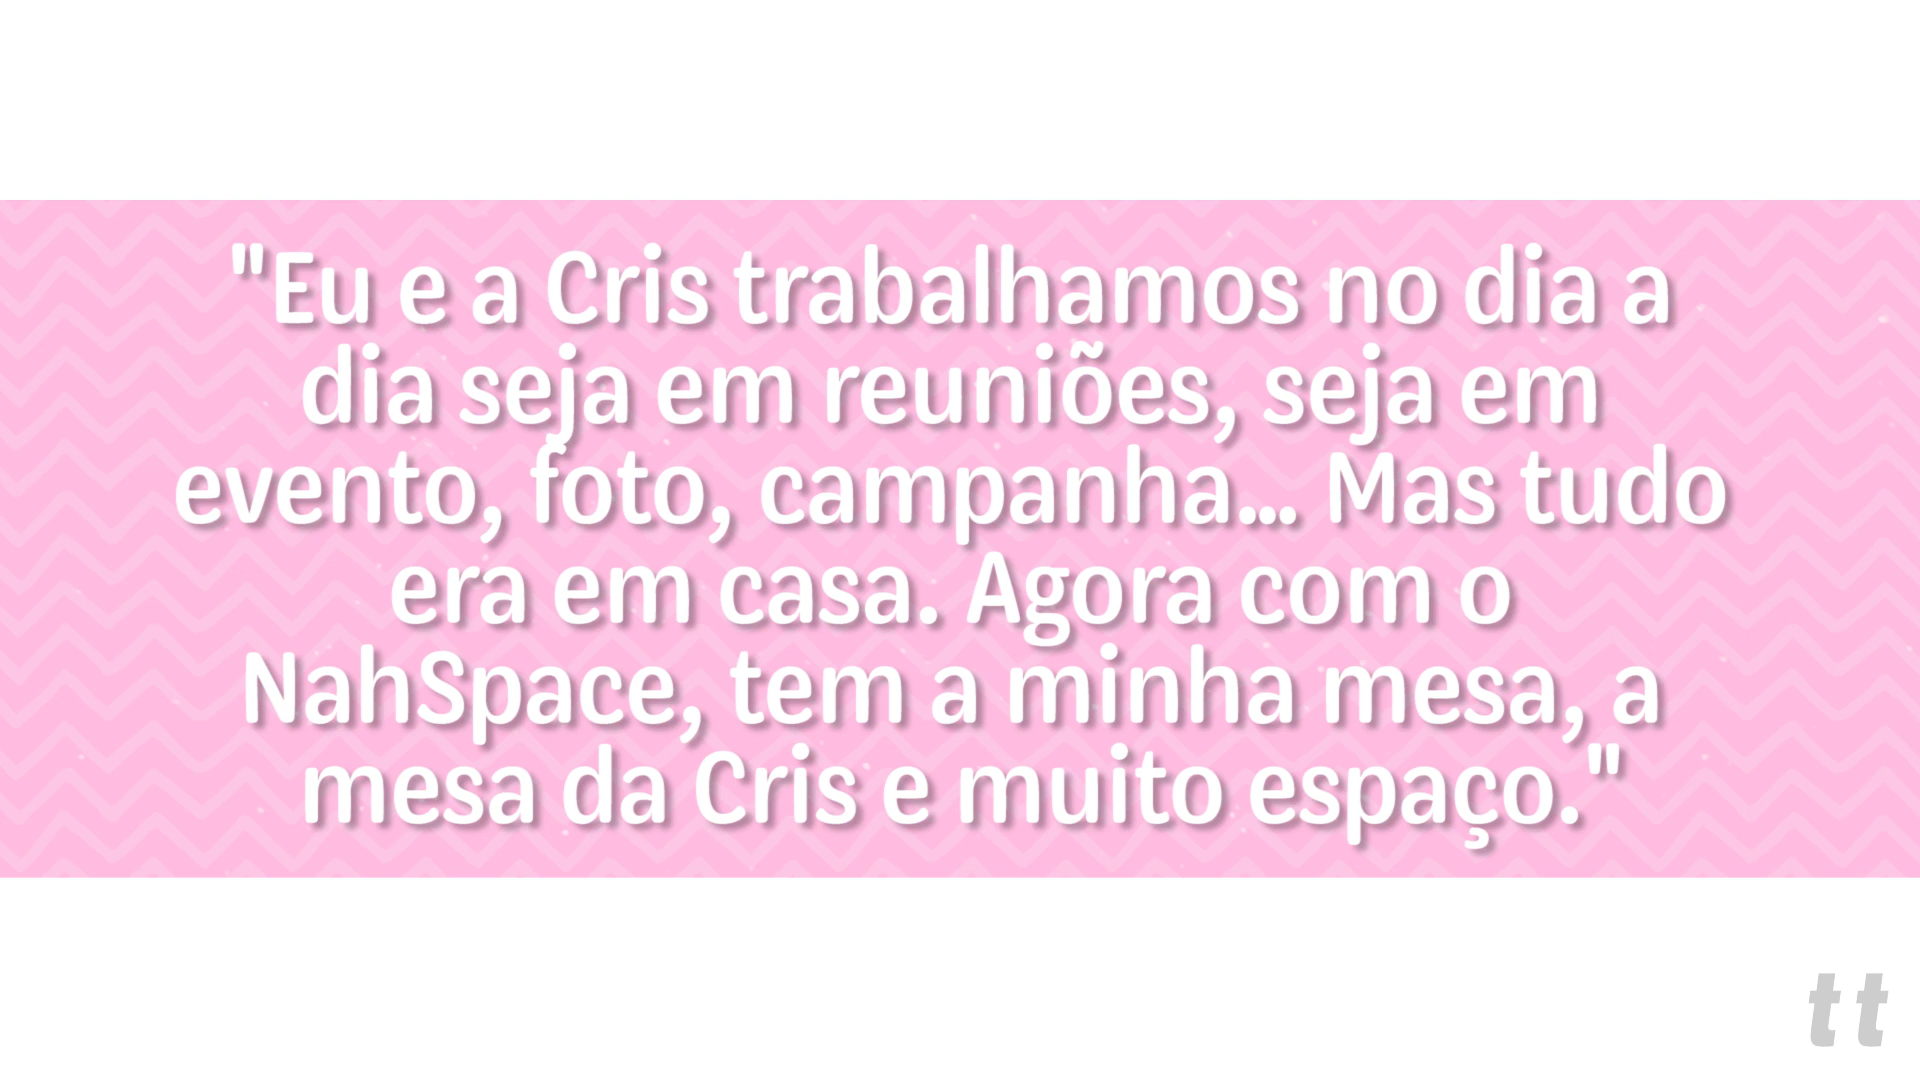 "Eu e a Cris trabalhamos no dia a
dia seja em reuniões, seja em
evento, foto, campanha... Mas tudo
era em casa. Agora com o
NahSpace, tem a minha mesa, a
mesa da Cris e muito espaço."
tt